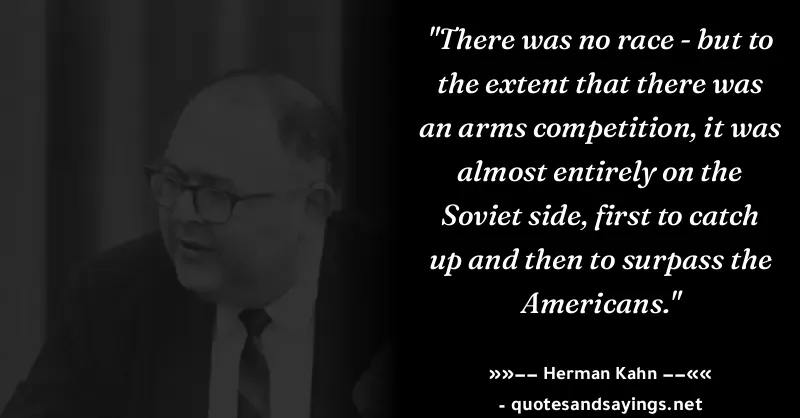 "There was no race - but to
the extent that there was
an arms competition, it was
almost entirely on the
Soviet side, first to catch
up and then to surpass the
Americans."
»»−− Herman Kahn −−««
- quotesandsayings.net